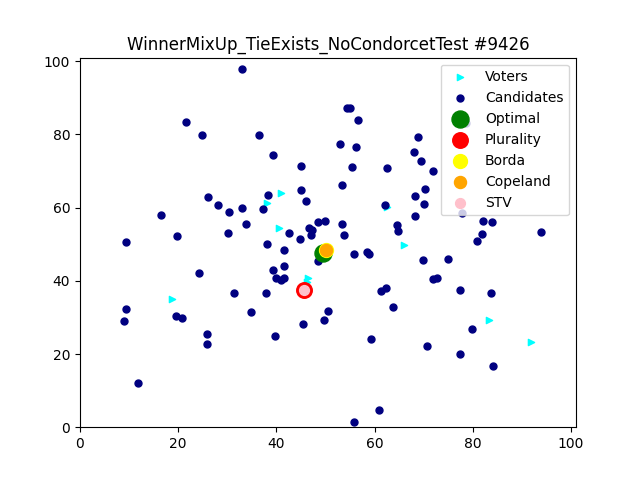 WinnerMixUp_TieExists_NoCondorcetTest #9426
100
80
60
40
20
0
0 20 40 60 80 100
Voters
Candidates
Optimal
Plurality
Borda
Copeland
STV